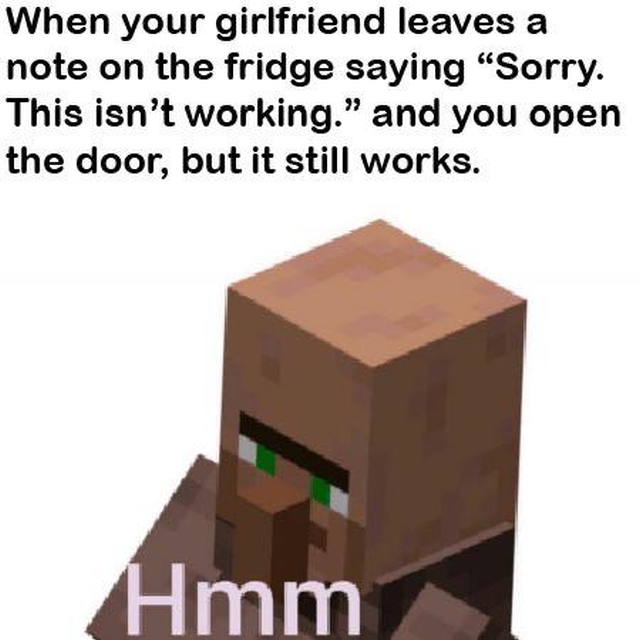 When your girlfriend leaves a
note on the fridge saying “Sorry.
This isn’t working.” and you open
the door, but it still works.
Hmm